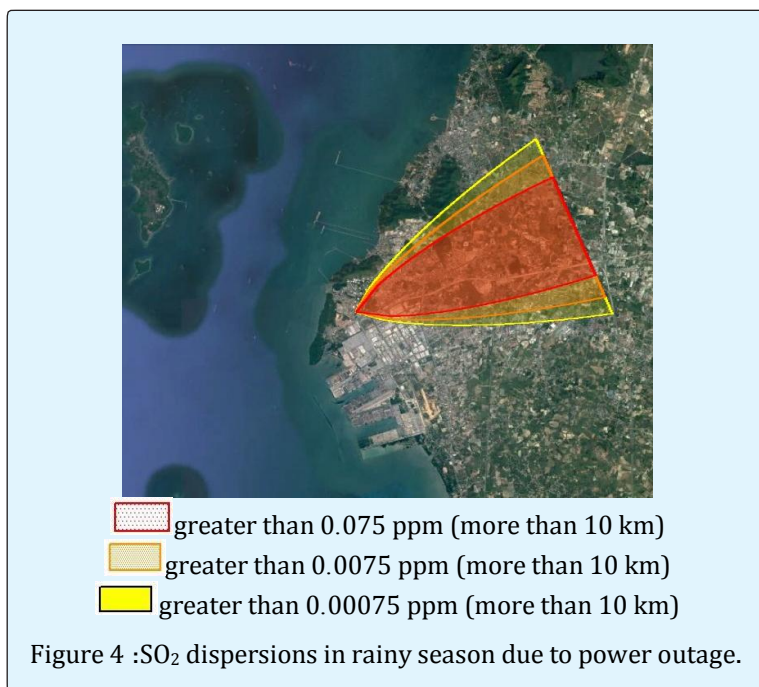 greater than 0.075 ppm (more than 10 km)
greater than 0.0075 ppm (more than 10 km)
greater than 0.00075 ppm (more than 10 km)
Figure 4 :SO₂ dispersions in rainy season due to power outage.